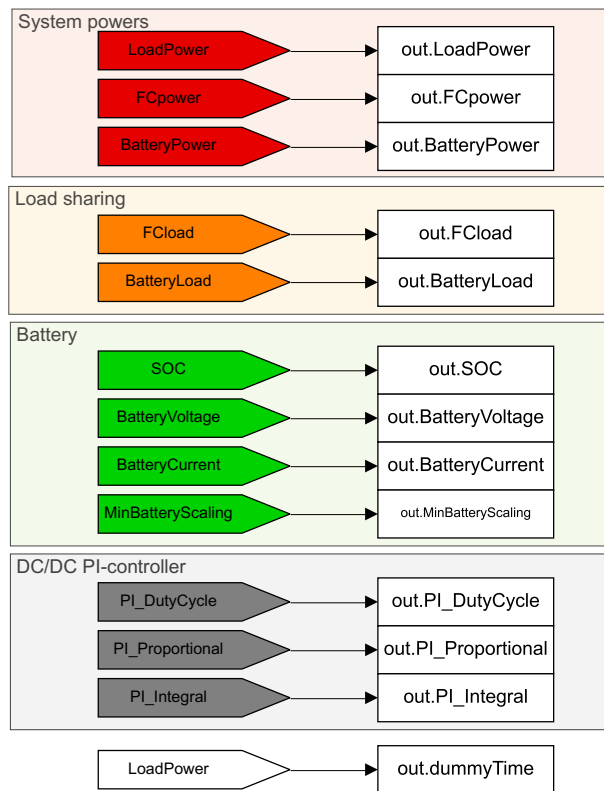 System powers
LoadPower out.LoadPower
FCpower out.FCpower
BatteryPower out.BatteryPower
Load sharing
FCload out.FCload
BatteryLoad out.BatteryLoad
Battery
SOC out.SOC
BatteryVoltage out.BatteryVoltage
BatteryCurrent out.BatteryCurrent
MinBatteryScaling out.MinBatteryScaling
DC/DC PI-controller
PI_DutyCycle out.PI_DutyCycle
PI_Proportional out.PI_Proportional
PI_Integral out.PI_Integral
LoadPower out.dummyTime